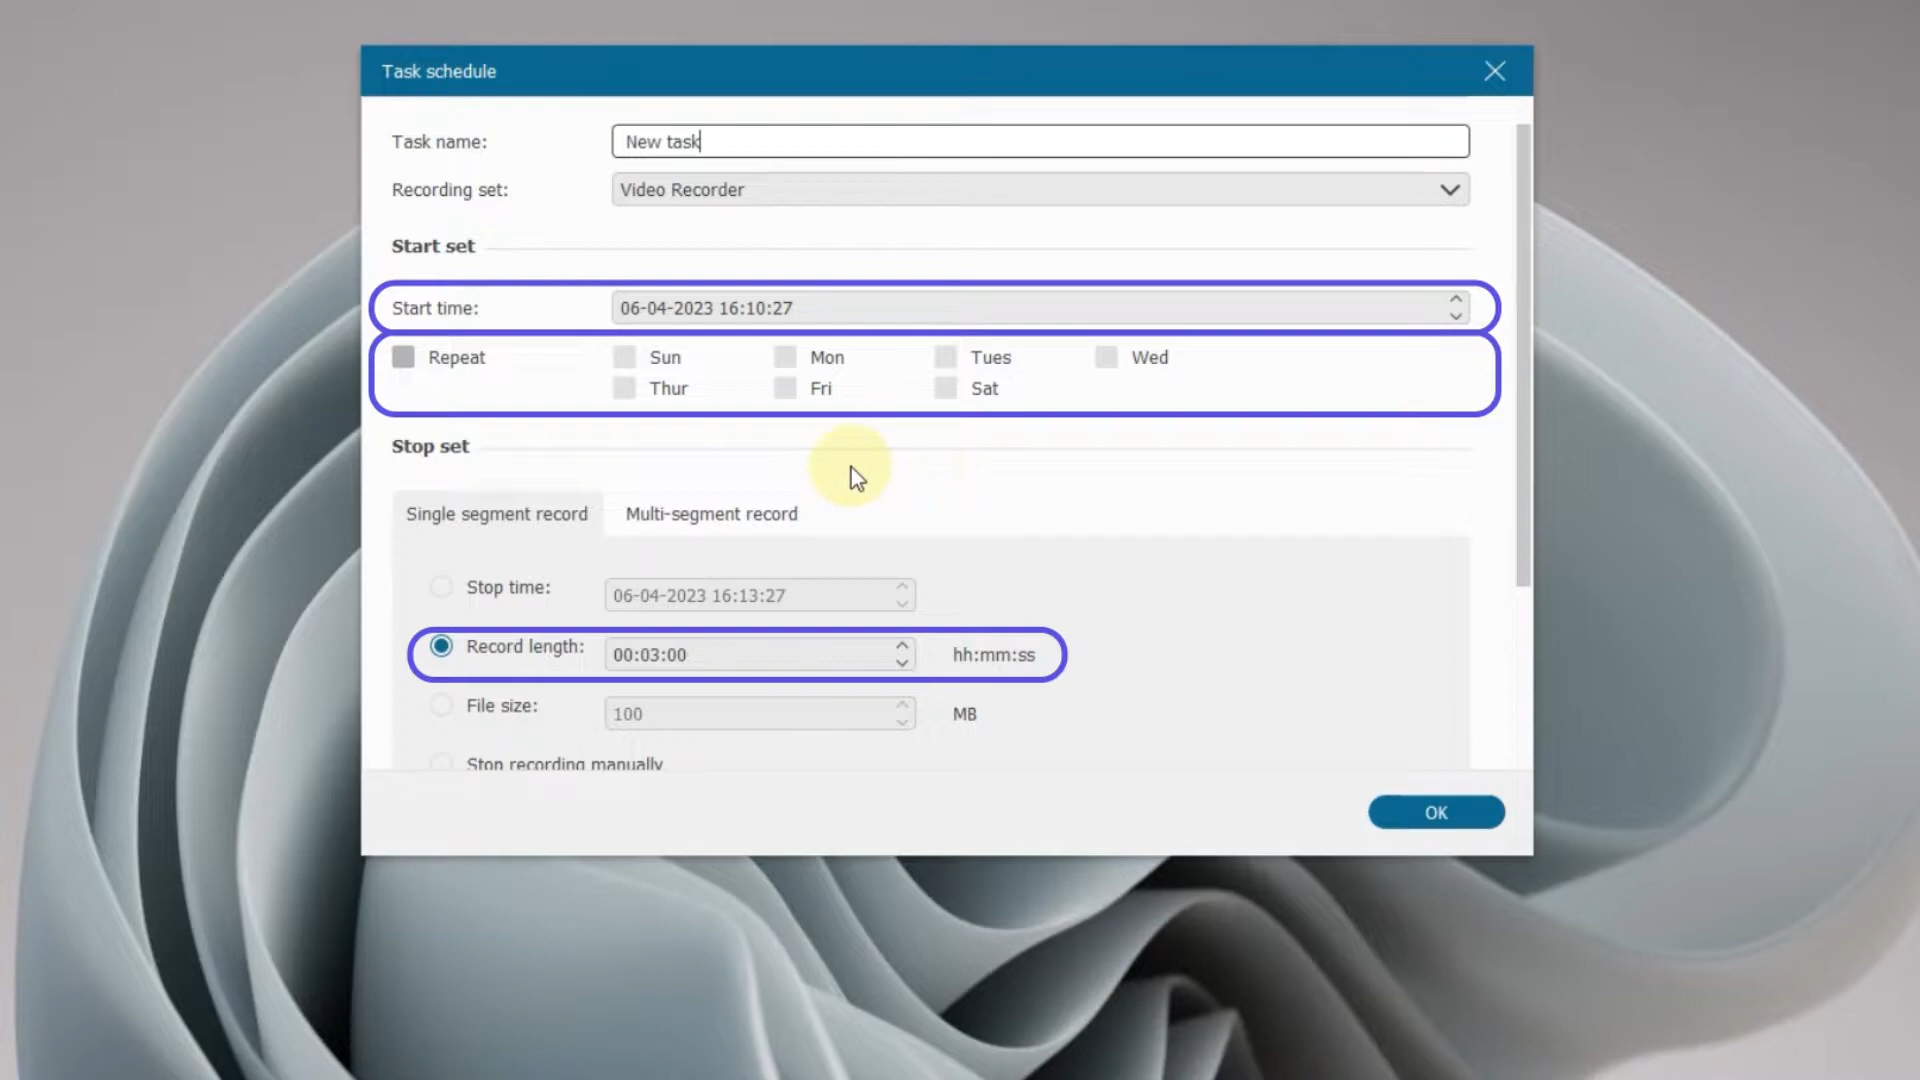 Task schedule
Task name: New task
Recording set: Video Recorder
Start set
Start time: 06-04-2023 16:10:27
Repeat Sun Mon Tues Wed
Thur Fri Sat
Stop set
Single segment record Multi-segment record
Stop time: 06-04-2023 16:13:27
Record length: 00:03:00 hh:mm:ss
File size: 100 MB
Stop recording manually
OK